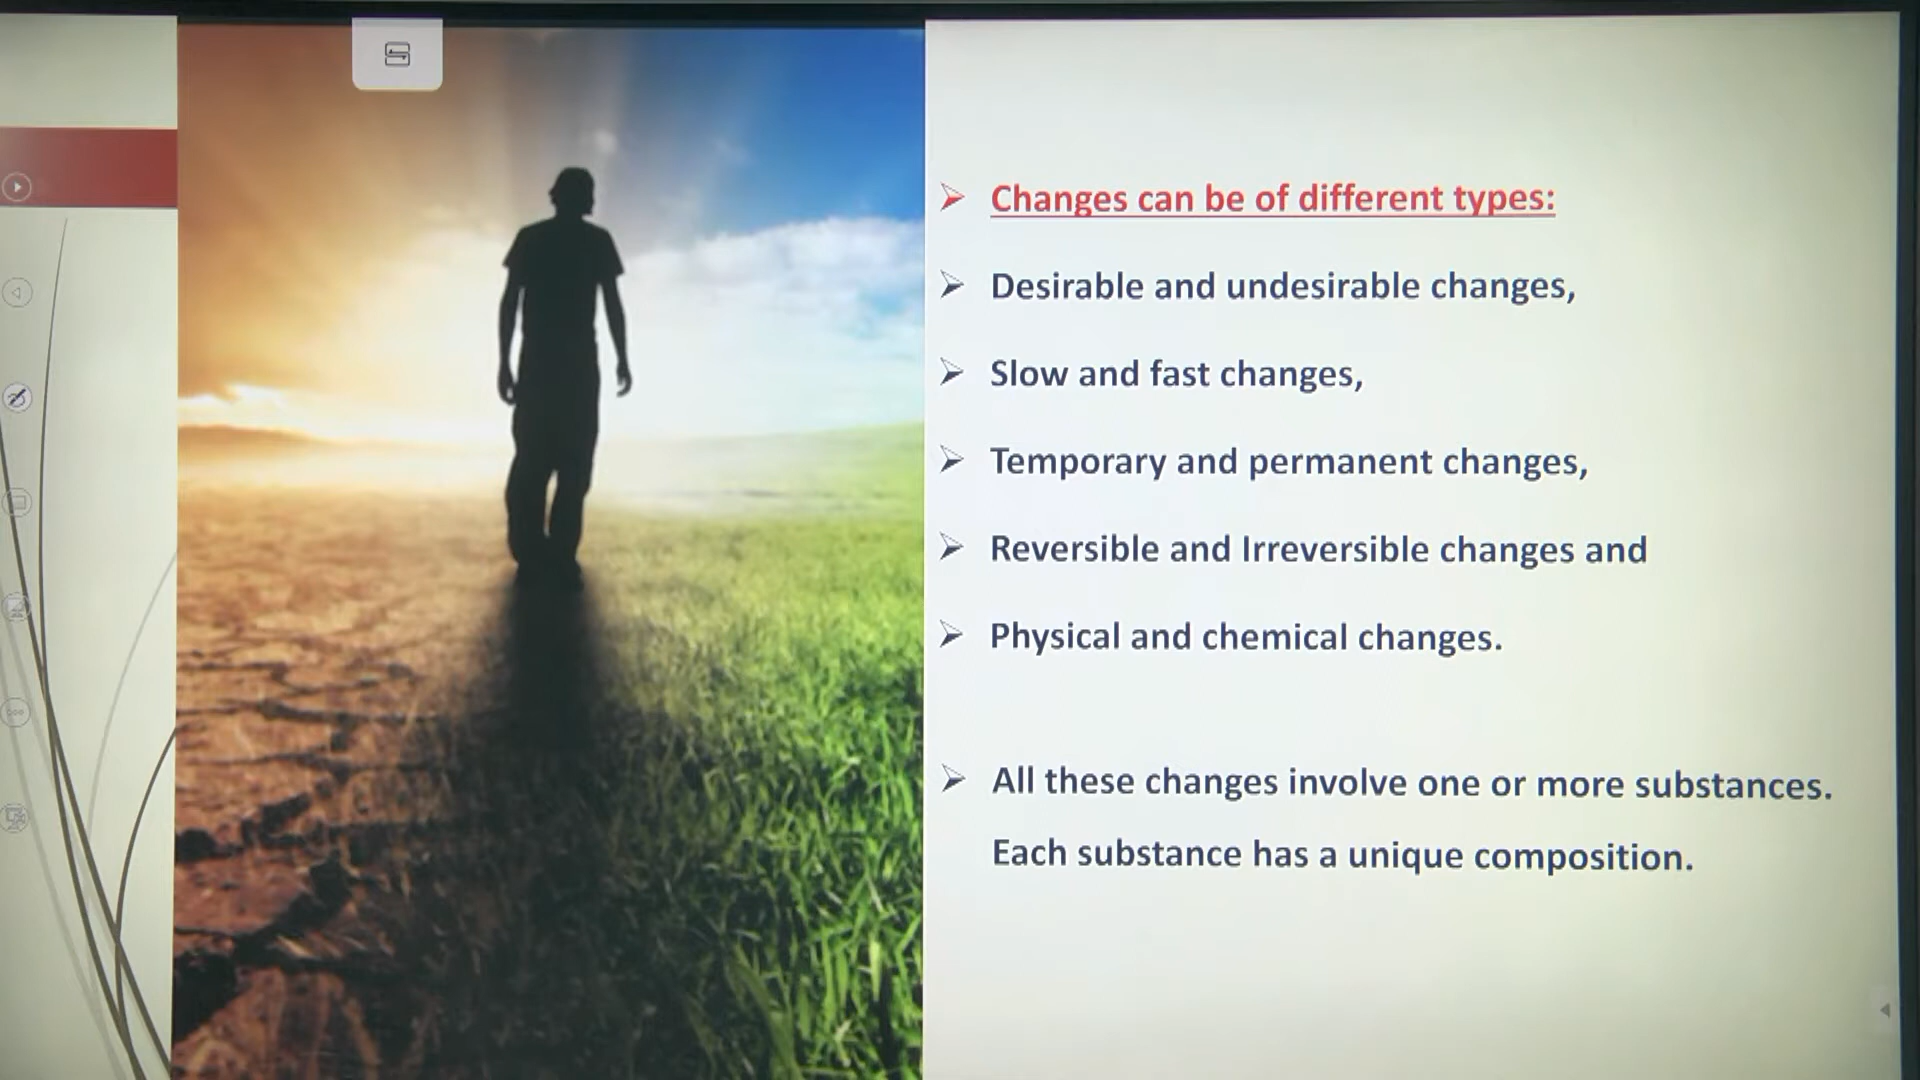 Changes can be of different types:
Desirable and undesirable changes,
Slow and fast changes,
Temporary and permanent changes,
Reversible and Irreversible changes and
Physical and chemical changes.
All these changes involve one or more substances.
Each substance has a unique composition.